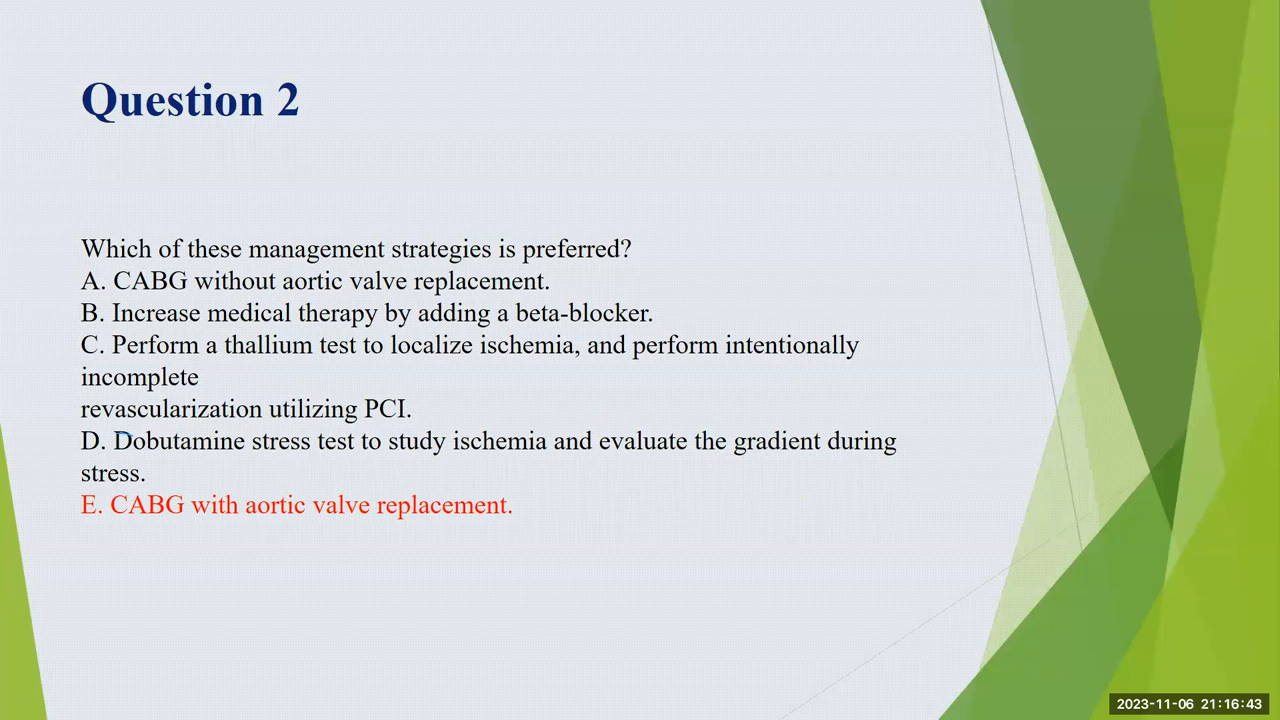 Question 2
Which of these management strategies is preferred?
A. CABG without aortic valve replacement.
B. Increase medical therapy by adding a beta-blocker.
C. Perform a thallium test to localize ischemia, and perform intentionally
incomplete
revascularization utilizing PCI.
D. Dobutamine stress test to study ischemia and evaluate the gradient during
stress.
E. CABG with aortic valve replacement.
2023-11-06 21:16:43